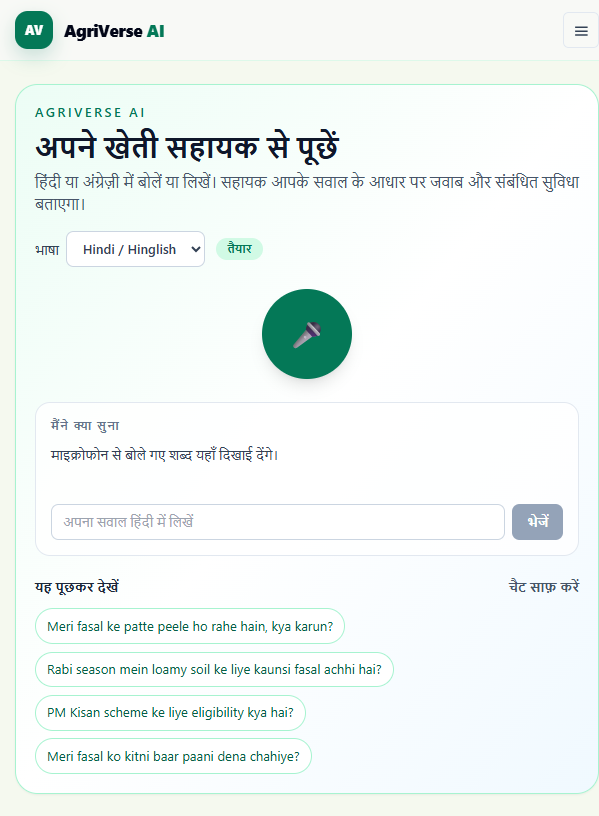 AV AgriVerse AI
AGRIVERSE AI
अपने खेती सहायक से पूछें
हिंदी या अंग्रेज़ी में बोलें या लिखें। सहायक आपके सवाल के आधार पर जवाब और संबंधित सुविधा
बताएगा।
भाषा Hindi / Hinglish तैयार
मैंने क्या सुना
माइक्रोफोन से बोले गए शब्द यहाँ दिखाई देंगे।
अपना सवाल हिंदी में लिखें भेजें
यह पूछकर देखें चैट साफ़ करें
Meri fasal ke patte peele ho rahe hain, kya karun?
Rabi season mein loamy soil ke liye kaunsi fasal achhi hai?
PM Kisan scheme ke liye eligibility kya hai?
Meri fasal ko kitni baar paani dena chahiye?